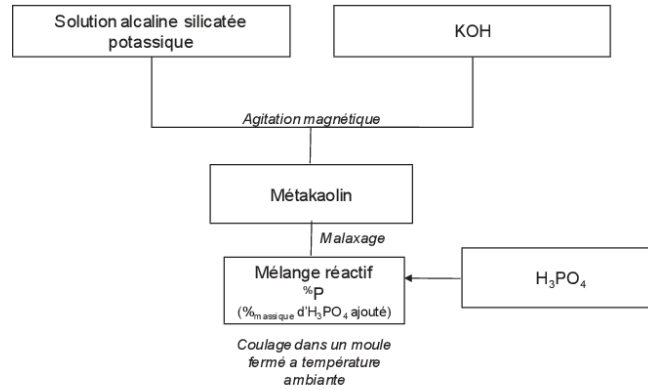 Solution alcaline silicatée
potassique
KOH
Agitation magnétique
Métakaolin
Malaxage
Mélange réactif
%P
(%massique d'H3PO4 ajouté)
H3PO4
Coulage dans un moule
fermé a température
ambiante